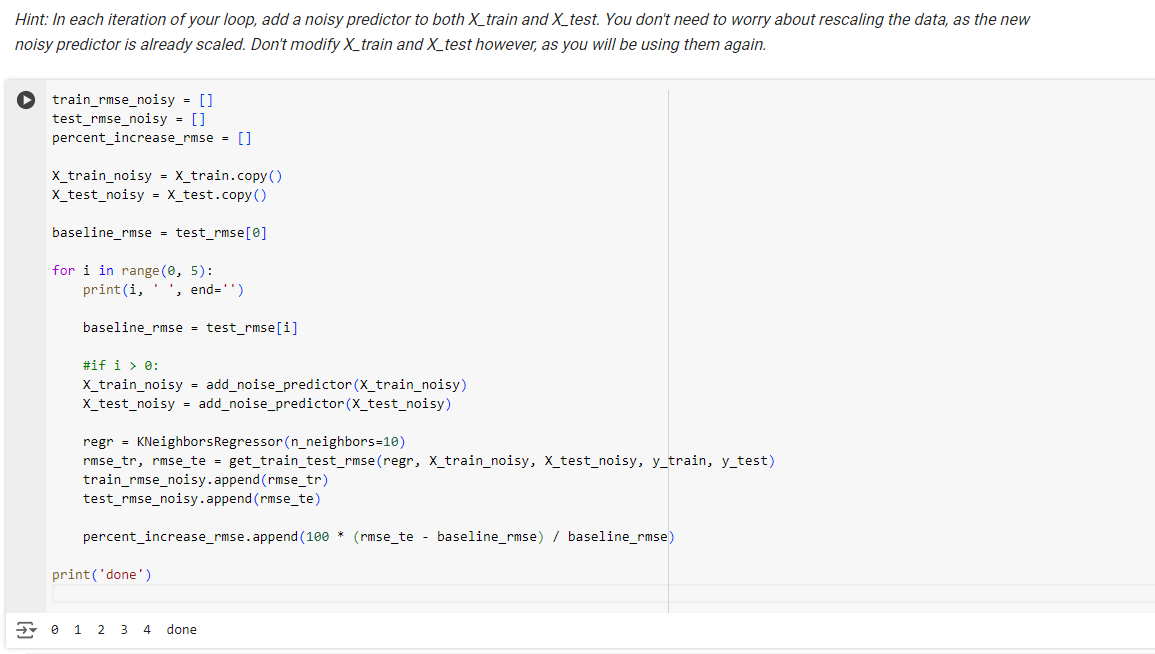 Hint: In each iteration of your loop, add a noisy predictor to both X_train and X_test. You don't need to worry about rescaling the data, as the new
noisy predictor is already scaled. Don't modify X_train and X_test however, as you will be using them again.
train_rmse_noisy = []
test_rmse_noisy = []
percent_increase_rmse = []
X_train_noisy = X_train.copy()
X_test_noisy = X_test.copy()
baseline_rmse = test_rmse[0]
for i in range(0, 5):
    print(i, ' ', end='')
    baseline_rmse = test_rmse[i]
    #if i > 0:
    X_train_noisy = add_noise_predictor(X_train_noisy)
    X_test_noisy = add_noise_predictor(X_test_noisy)
    regr = KNeighborsRegressor(n_neighbors=10)
    rmse_tr, rmse_te = get_train_test_rmse(regr, X_train_noisy, X_test_noisy, y_train, y_test)
    train_rmse_noisy.append(rmse_tr)
    test_rmse_noisy.append(rmse_te)
    percent_increase_rmse.append(100 * (rmse_te - baseline_rmse) / baseline_rmse)
print('done')
0  1  2  3  4  done